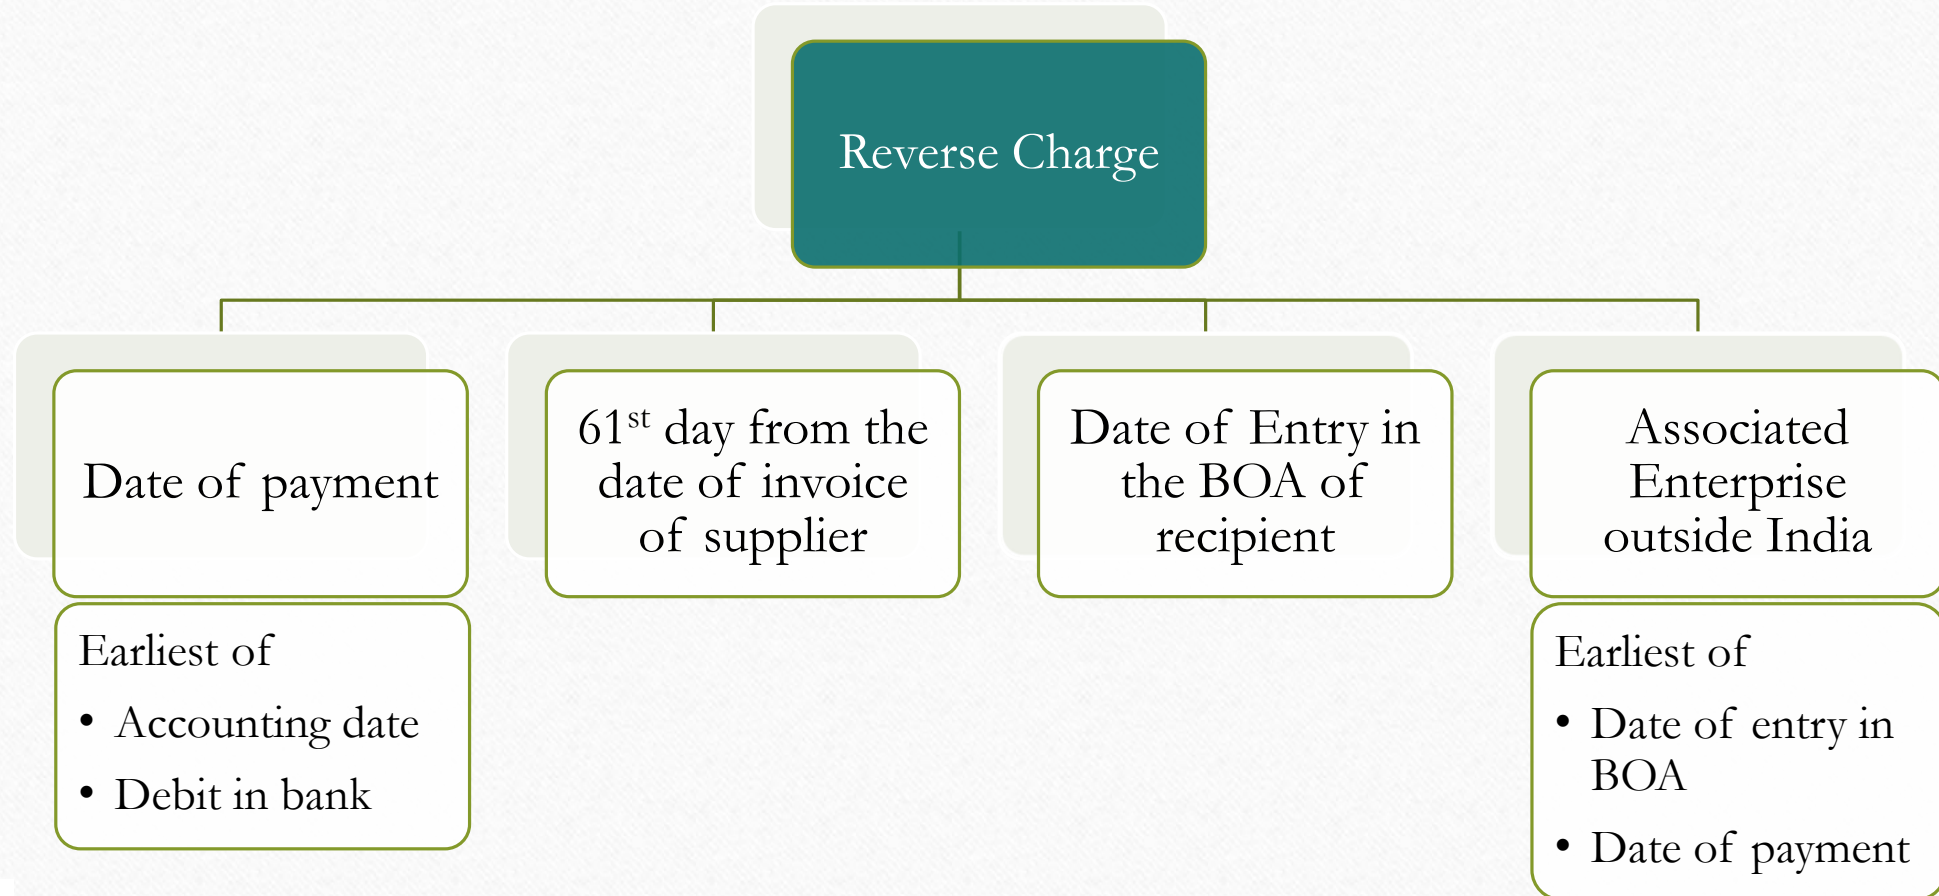 Reverse Charge
Date of payment
Earliest of
• Accounting date
• Debit in bank
61st day from the
date of invoice
of supplier
Date of Entry in
the BOA of
recipient
Associated
Enterprise
outside India
Earliest of
• Date of entry in
BOA
• Date of payment